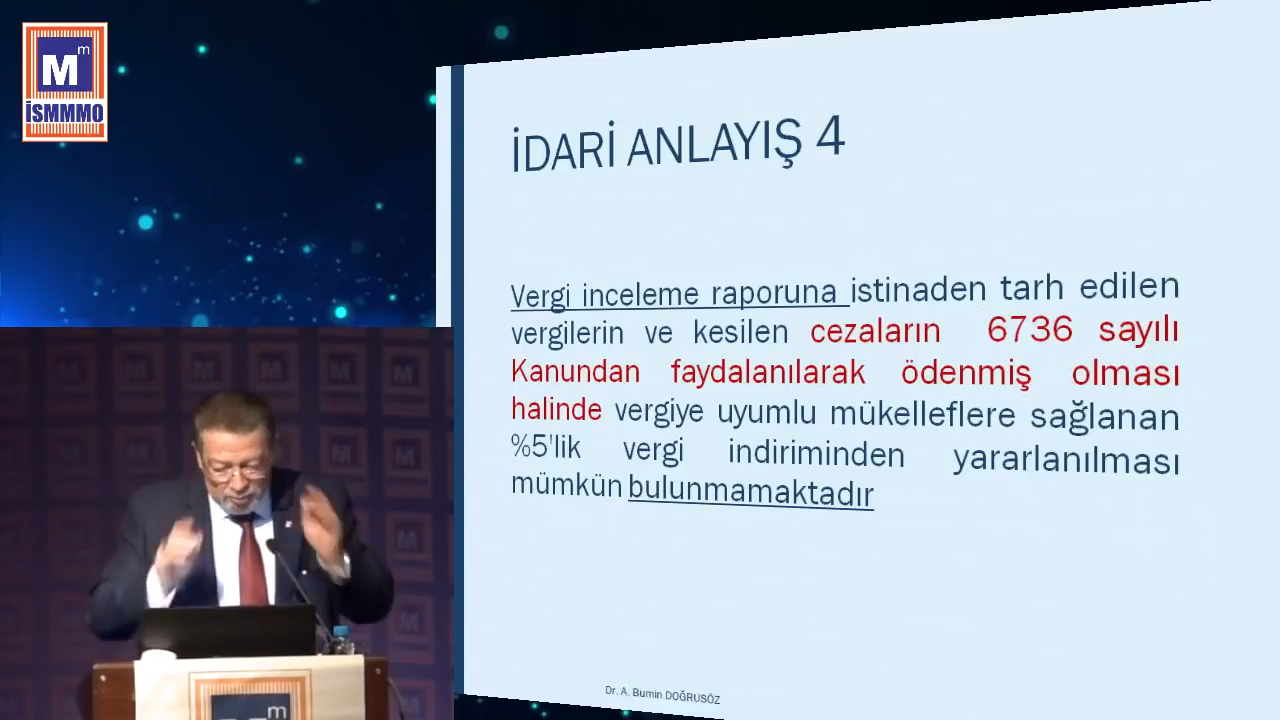 M
m
İSMMMO
İDARİ ANLAYIŞ 4
Vergi inceleme raporuna istinaden tarh edilen
vergilerin ve kesilen cezaların 6736 sayılı
Kanundan faydalanılarak ödenmiş olması
halinde vergiye uyumlu mükelleflere sağlanan
%5'lik vergi indiriminden yararlanılması
mümkün bulunmamaktadır
Dr. A. Bumin DOĞRUSÖZ
m